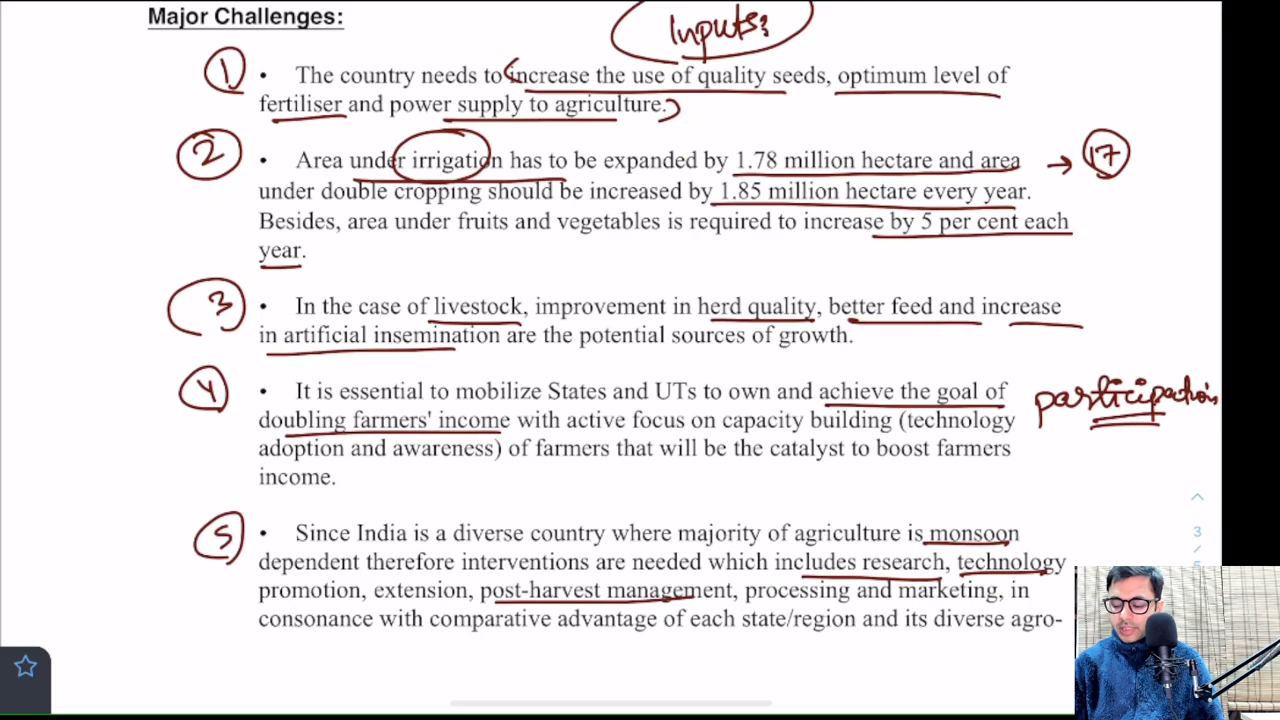 Major Challenges:
Inputs:
1 • The country needs to increase the use of quality seeds, optimum level of
fertiliser and power supply to agriculture.
2 • Area under irrigation has to be expanded by 1.78 million hectare and area → 17
under double cropping should be increased by 1.85 million hectare every year.
Besides, area under fruits and vegetables is required to increase by 5 per cent each
year.
3 • In the case of livestock, improvement in herd quality, better feed and increase
in artificial insemination are the potential sources of growth.
4 • It is essential to mobilize States and UTs to own and achieve the goal of participation
doubling farmers' income with active focus on capacity building (technology
adoption and awareness) of farmers that will be the catalyst to boost farmers
income.
5 • Since India is a diverse country where majority of agriculture is monsoon
dependent therefore interventions are needed which includes research, technology
promotion, extension, post-harvest management, processing and marketing, in
consonance with comparative advantage of each state/region and its diverse agro-
3
/